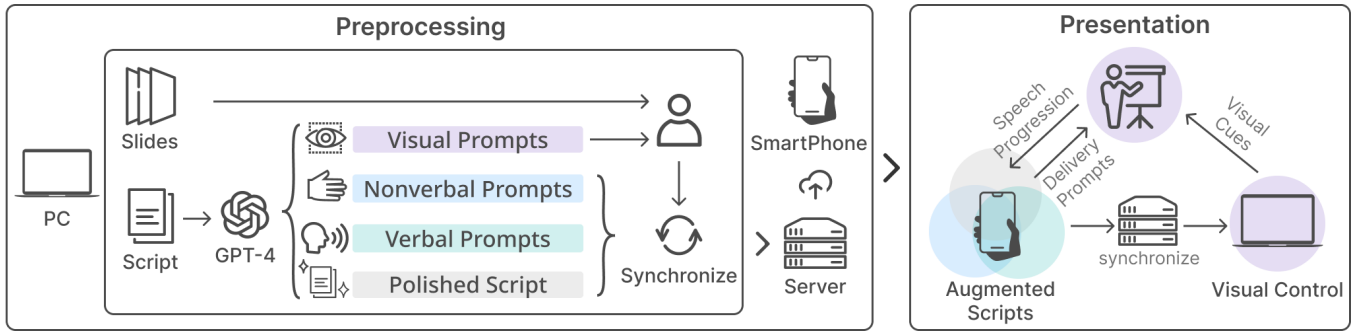 Preprocessing
Slides
PC
Script
GPT-4
Visual Prompts
Nonverbal Prompts
Verbal Prompts
Polished Script
Synchronize
SmartPhone
Server
Presentation
Speech
Progression
Delivery
Prompts
Visual
Cues
synchronize
Augmented
Scripts
Visual Control